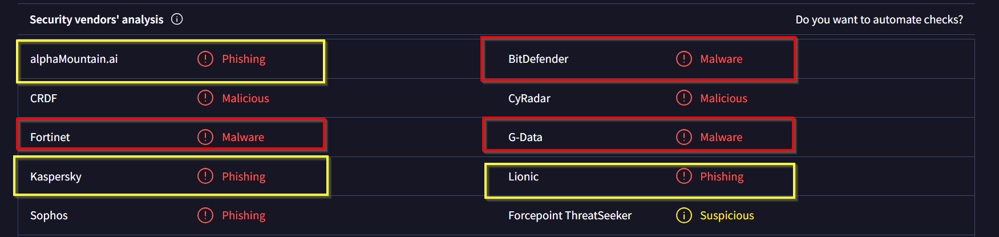 Security vendors' analysis Do you want to automate checks?
alphaMountain.ai Phishing BitDefender Malware
CRDF Malicious CyRadar Malicious
Fortinet Malware G-Data Malware
Kaspersky Phishing Lionic Phishing
Sophos Phishing Forcepoint ThreatSeeker Suspicious